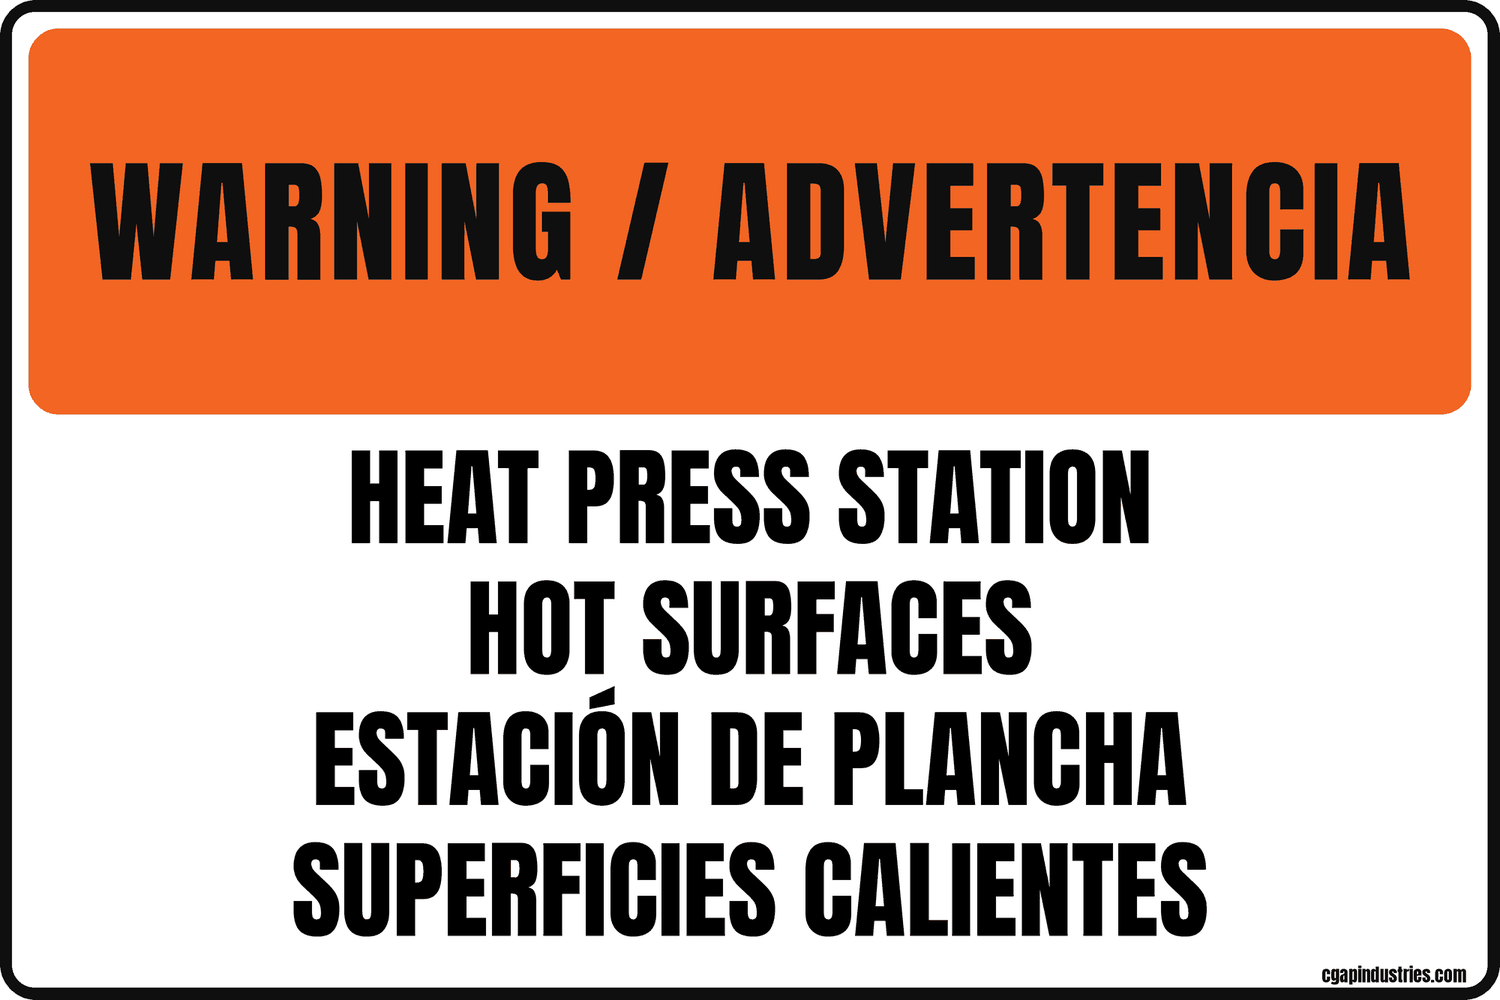 WARNING / ADVERTENCIA
HEAT PRESS STATION
HOT SURFACES
ESTACIÓN DE PLANCHA
SUPERFICIES CALIENTES
cgapindustries.com